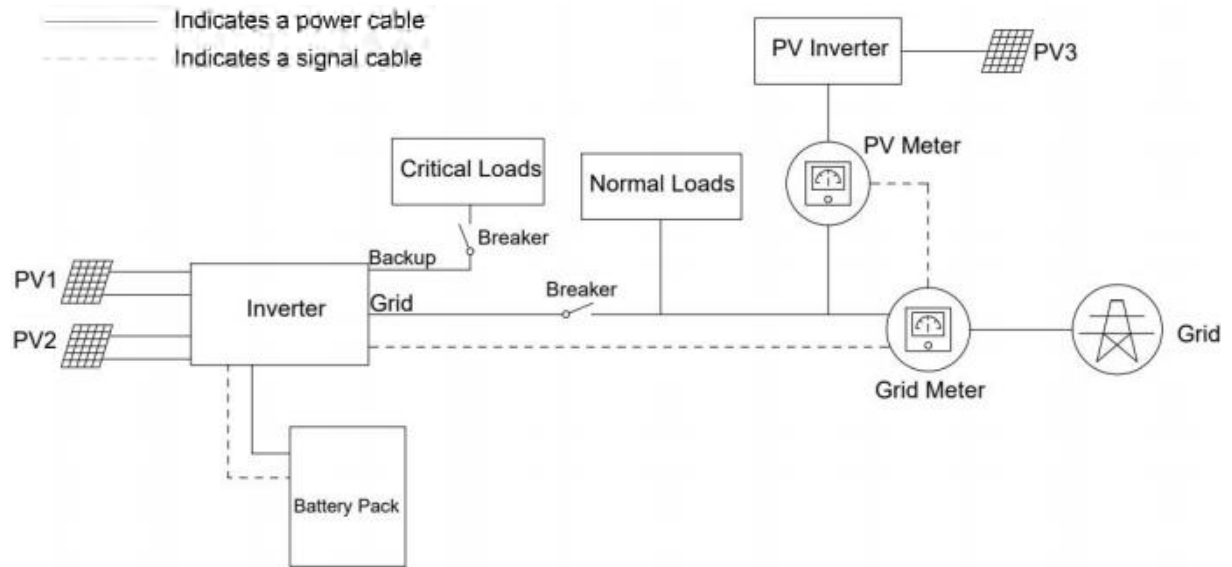 Indicates a power cable
Indicates a signal cable
PV Inverter
PV3
PV Meter
Critical Loads
Normal Loads
Breaker
Backup
PV1
Inverter
Grid
Breaker
PV2
Grid
Grid Meter
Battery Pack